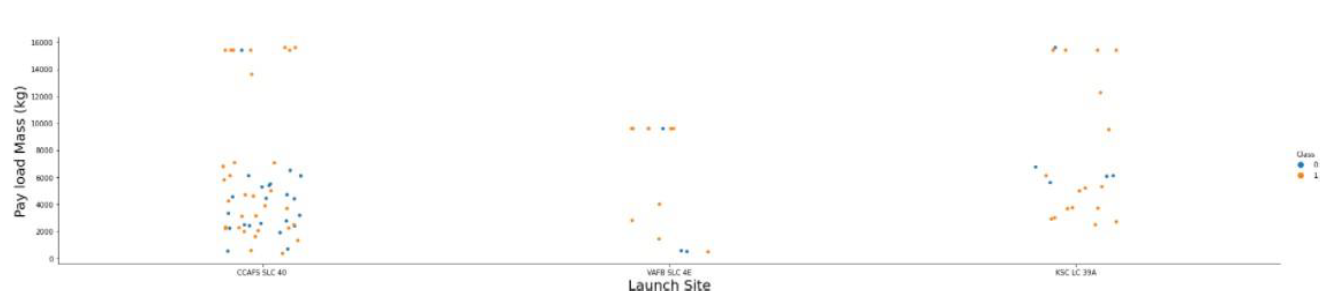 Pay load Mass (kg)
16000
14000
12000
10000
8000
6000
4000
2000
0
CCAFS SLC 40
VAFB SLC 4E
KSC LC 39A
Launch Site
Class
0
1